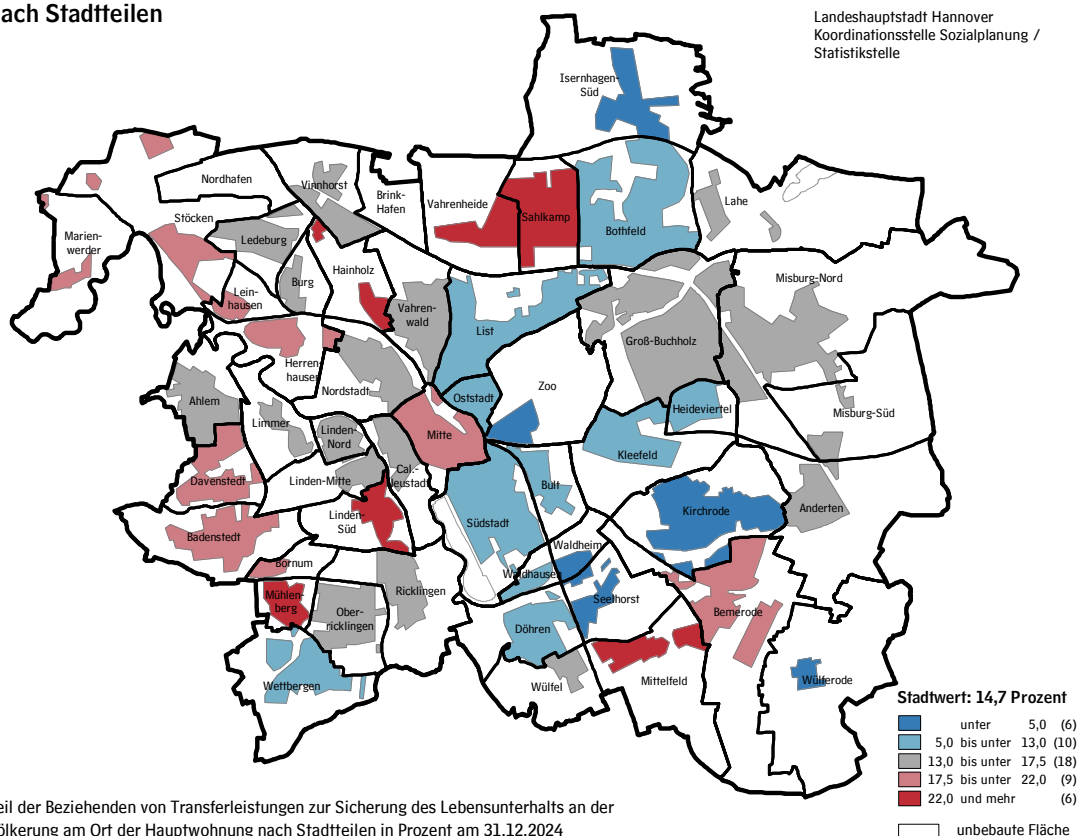 ach Stadtteilen
Landeshauptstadt Hannover
Koordinationsstelle Sozialplanung /
Statistikstelle
Isernhagen-
Süd
Nordhafen
Vinnhorst
Brink-
Hafen
Vahrenheide
Sahlkamp
Bothfeld
Lahe
Stöcken
Marien-
werder
Ledeburg
Burg
Hainholz
Lein-
hausen
Vahren-
wald
List
Misburg-Nord
Groß-Buchholz
Herren-
hausen
Nordstadt
Zoo
Oststadt
Heideviertel
Misburg-Süd
Ahlem
Limmer
Linden-
Nord
Mitte
Kleefeld
Davenstedt
Linden-Mitte
Cal.-
Neustadt
Bult
Linden-
Süd
Südstadt
Kirchrode
Anderten
Badenstedt
Bornum
Waldheim
Waldhausen
Ricklingen
Seelhorst
Mühlen-
berg
Ober-
ricklingen
Bemerode
Döhren
Wettbergen
Wülfel
Mittelfeld
Wülferode
Stadtwert: 14,7 Prozent
unter 5,0 (6)
5,0 bis unter 13,0 (10)
13,0 bis unter 17,5 (18)
17,5 bis unter 22,0 (9)
22,0 und mehr (6)
unbebaute Fläche
eil der Beziehenden von Transferleistungen zur Sicherung des Lebensunterhalts an der
ölkerung am Ort der Hauptwohnung nach Stadtteilen in Prozent am 31.12.2024